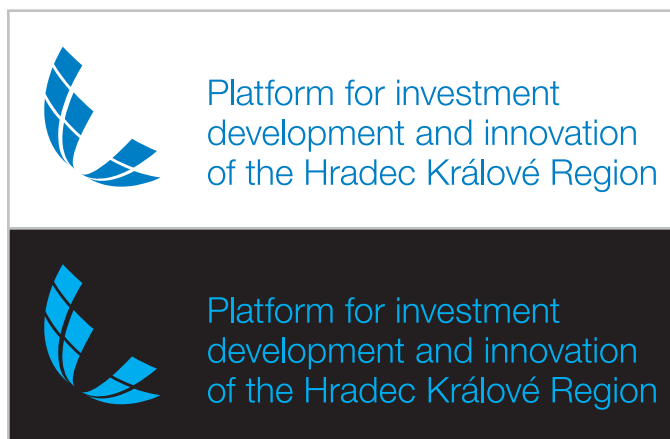 Platform for investment
development and innovation
of the Hradec Králové Region
Platform for investment
development and innovation
of the Hradec Králové Region